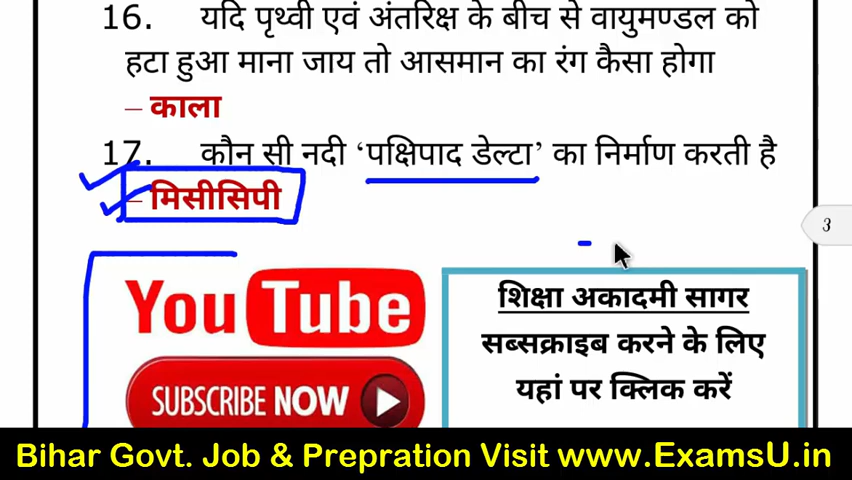 16. यदि पृथ्वी एवं अंतरिक्ष के बीच से वायुमण्डल को
हटा हुआ माना जाय तो आसमान का रंग कैसा होगा
– काला
17. कौन सी नदी ‘पक्षिपाद डेल्टा’ का निर्माण करती है
– मिसीसिपी
3
YouTube
SUBSCRIBE NOW
शिक्षा अकादमी सागर
सब्सक्राइब करने के लिए
यहां पर क्लिक करें
Bihar Govt. Job & Prepration Visit www.ExamsU.in